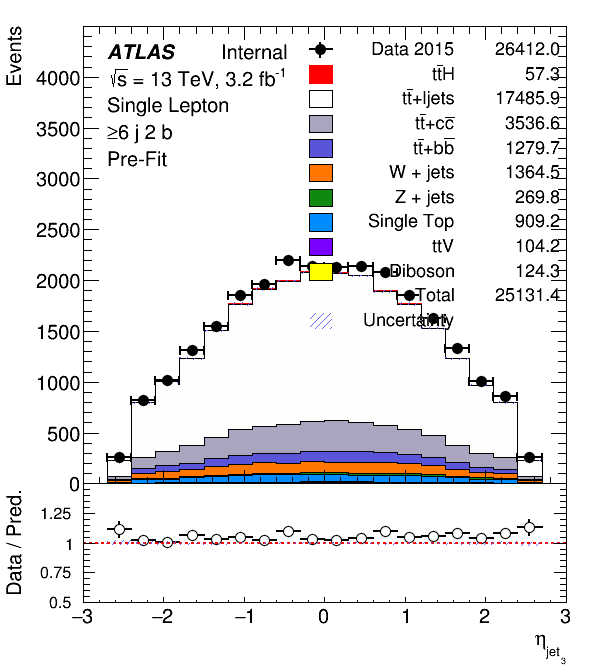 Events
ATLAS Internal
√s = 13 TeV, 3.2 fb⁻¹
Single Lepton
≥6 j 2 b
Pre-Fit
Data 2015 26412.0
tt̄H 57.3
tt̄+ljets 17485.9
tt̄+cc̄ 3536.6
tt̄+bb̄ 1279.7
W + jets 1364.5
Z + jets 269.8
Single Top 909.2
ttV 104.2
Diboson 124.3
Total 25131.4
Uncertainty
4000
3500
3000
2500
2000
1500
1000
500
0
Data / Pred.
1.25
1
0.75
0.5
−3 −2 −1 0 1 2 3
η_jet_3